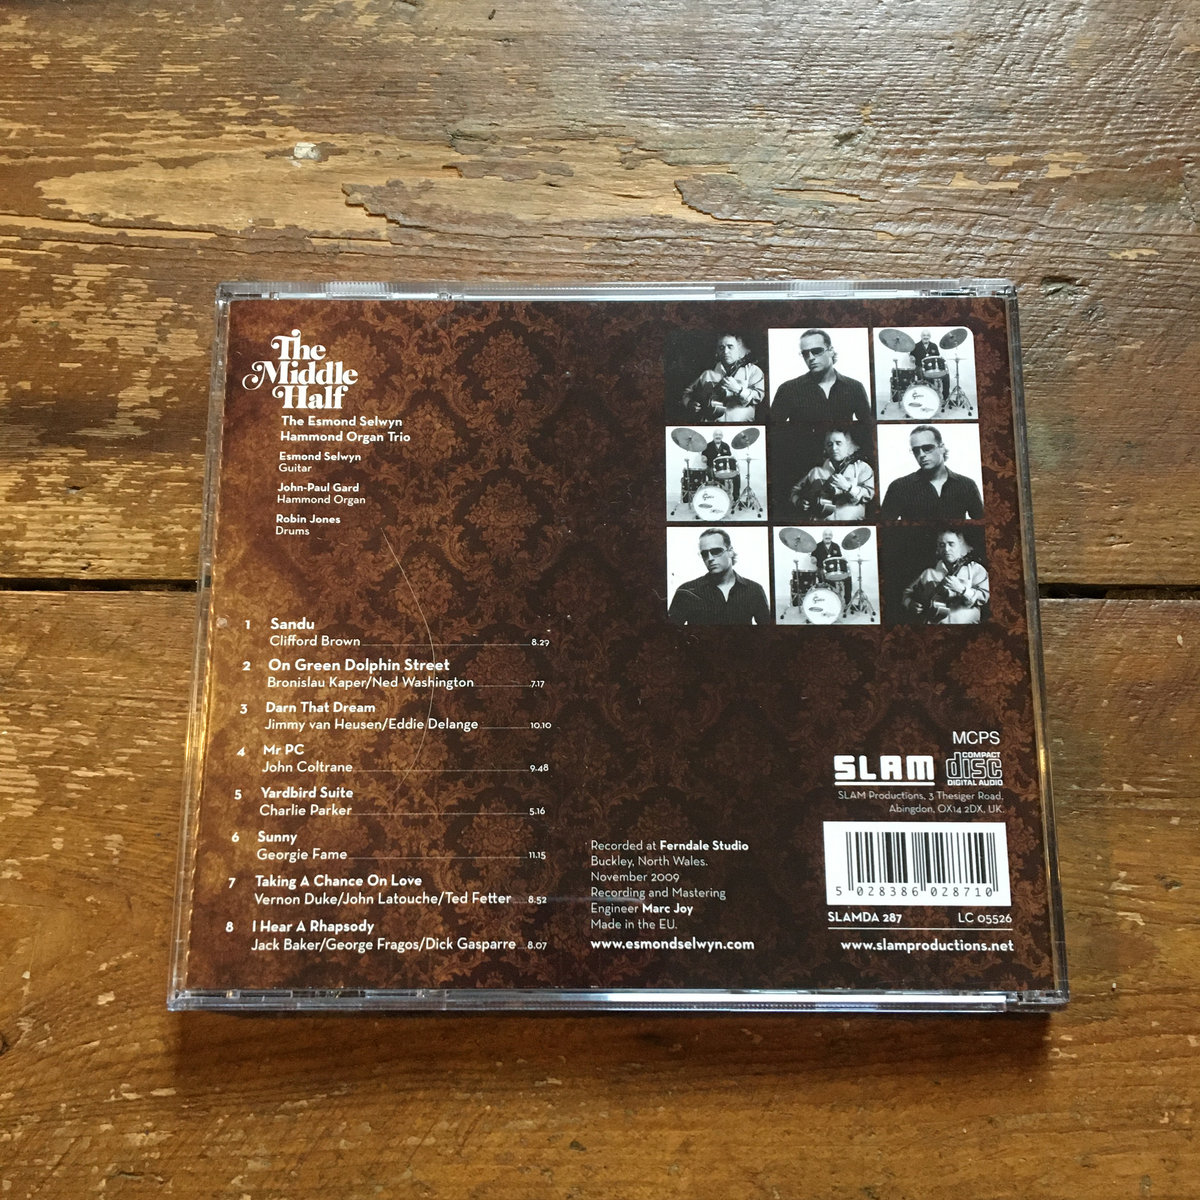 The
Middle
Half
The Esmond Selwyn
Hammond Organ Trio
Esmond Selwyn
Guitar
John-Paul Gard
Hammond Organ
Robin Jones
Drums
1 Sandu
Clifford Brown 8.29
2 On Green Dolphin Street
Bronislau Kaper/Ned Washington 7.17
3 Darn That Dream
Jimmy van Heusen/Eddie Delange 10.10
4 Mr PC
John Coltrane 9.48
5 Yardbird Suite
Charlie Parker 5.16
6 Sunny
Georgie Fame 11.15
7 Taking A Chance On Love
Vernon Duke/John Latouche/Ted Fetter 8.52
8 I Hear A Rhapsody
Jack Baker/George Fragos/Dick Gasparre 8.07
Recorded at Ferndale Studio
Buckley, North Wales.
November 2009
Recording and Mastering
Engineer Marc Joy
Made in the EU.
www.esmondselwyn.com
MCPS
SLAM
COMPACT
disc
DIGITAL AUDIO
SLAM Productions, 3 Thesiger Road,
Abingdon, OX14 2DX, UK.
5 028386 028710
SLAMDA 287 LC 05526
www.slamproductions.net